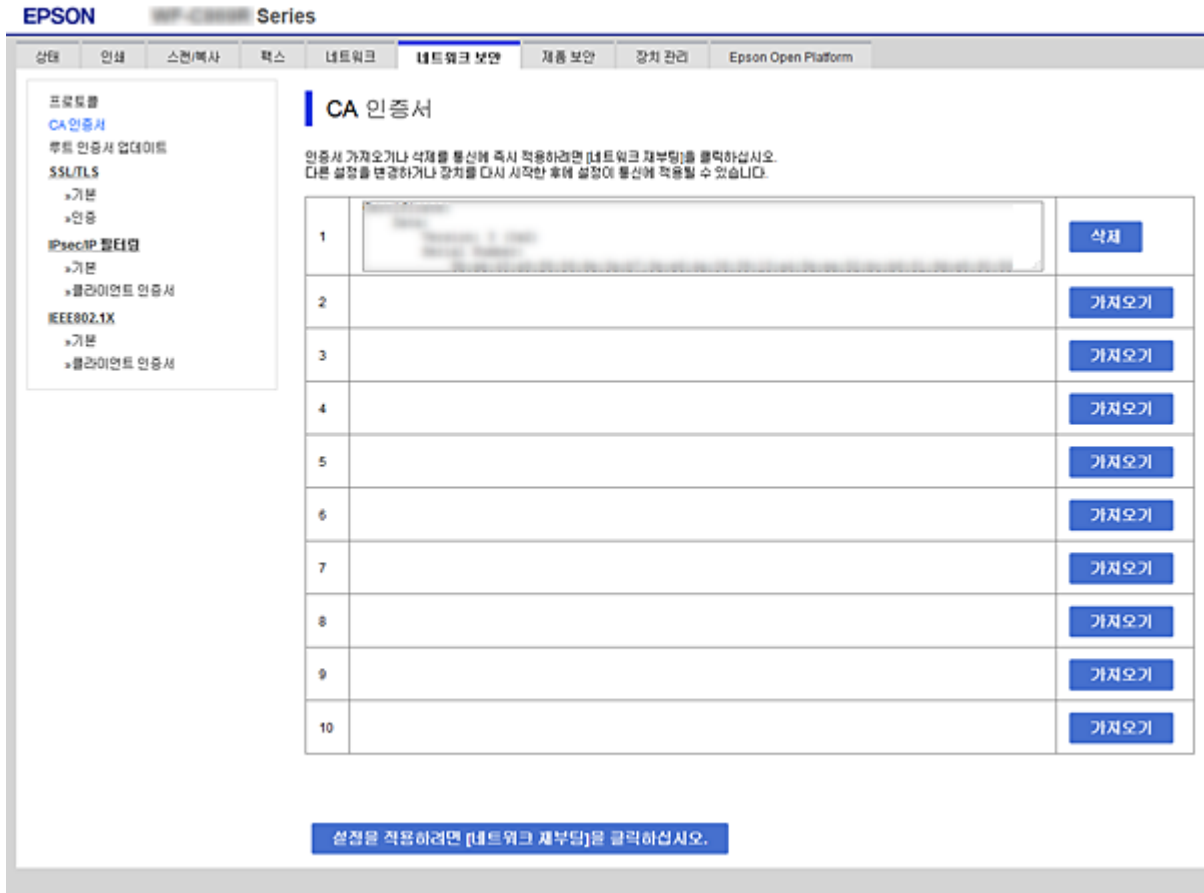 EPSON Series
상태 인쇄 스캔/복사 팩스 네트워크 네트워크 보안 제품 보안 장치 관리 Epson Open Platform
프로토콜
CA 인증서
루트 인증서 업데이트
SSL/TLS
»기본
»인증
IPsec/IP 필터링
»기본
»클라이언트 인증서
IEEE802.1X
»기본
»클라이언트 인증서
CA 인증서
인증서 가져오기나 삭제를 통신에 즉시 적용하려면 [네트워크 재부팅]을 클릭하십시오.
다른 설정을 변경하거나 장치를 다시 시작한 후에 설정이 통신에 적용될 수 있습니다.
1 삭제
2 가져오기
3 가져오기
4 가져오기
5 가져오기
6 가져오기
7 가져오기
8 가져오기
9 가져오기
10 가져오기
설정을 적용하려면 [네트워크 재부팅]을 클릭하십시오.